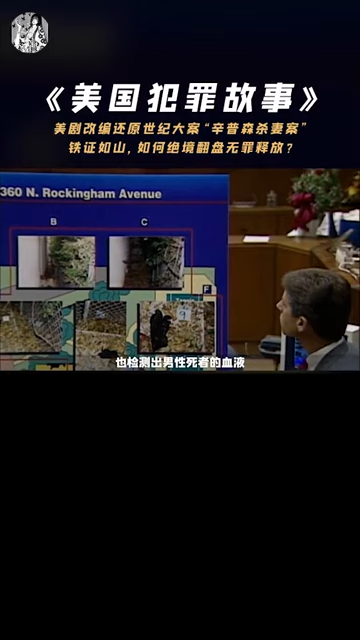 《美国犯罪故事》
美剧改编还原世纪大案“辛普森杀妻案”
铁证如山，如何绝境翻盘无罪释放？
360 N. Rockingham Avenue
B
C
F
9
也检测出男性死者的血液